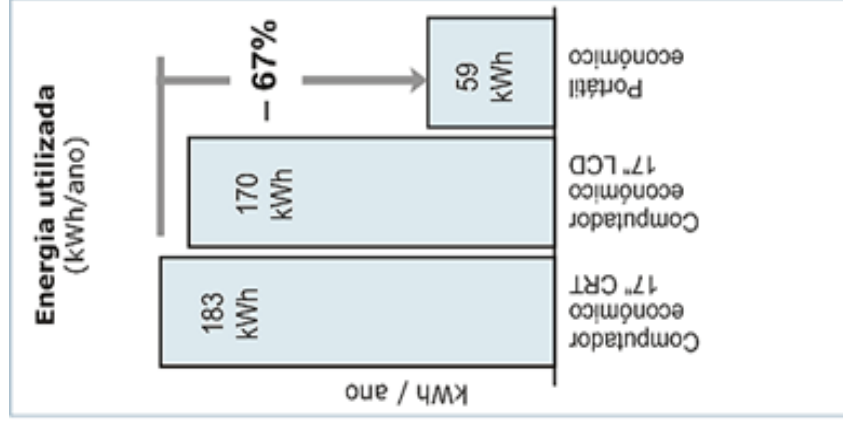 Energia utilizada
(kWh/ano)
– 67%
183
kWh
170
kWh
59
kWh
kWh / ano
Computador
económico
17" CRT
Computador
económico
17" LCD
Portátil
económico